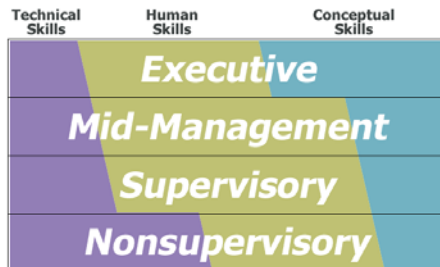 Technical Human Conceptual
Skills Skills Skills
Executive
Mid-Management
Supervisory
Nonsupervisory